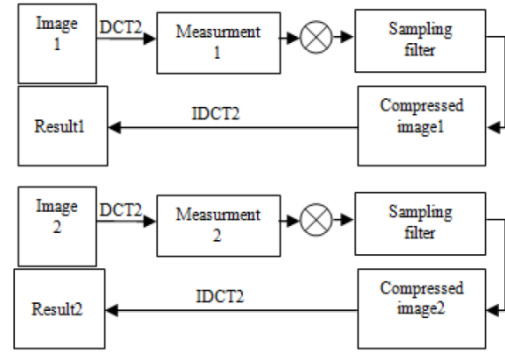 Image
1
DCT2
Measurment
1
Sampling
filter
Result1
IDCT2
Compressed
image1
Image
2
DCT2
Measurment
2
Sampling
filter
Result2
IDCT2
Compressed
image2